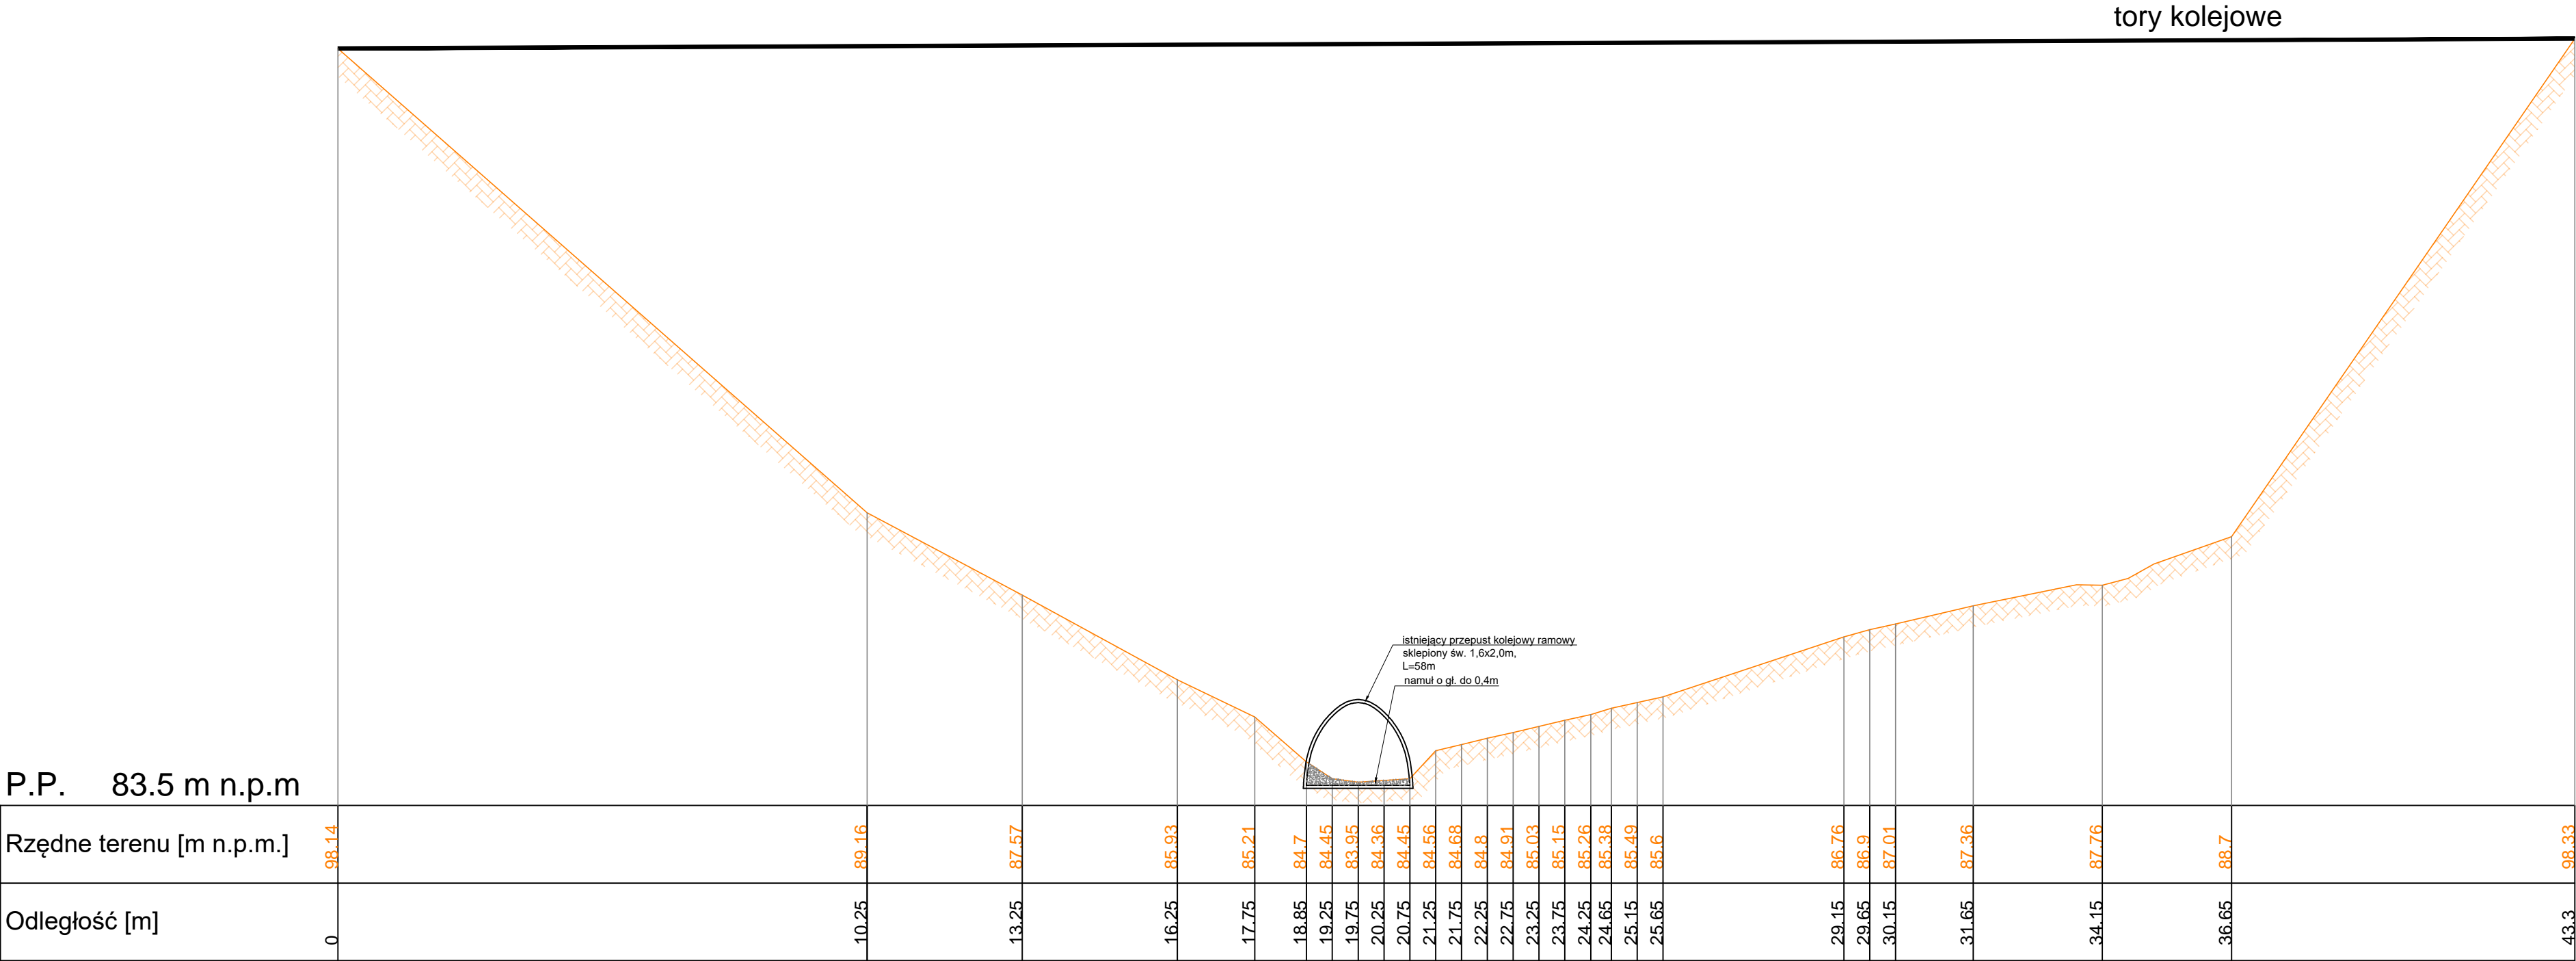 tory kolejowe
istniejący przepust kolejowy ramowy
sklepiony św. 1,6x2,0m,
L=58m
namuł o gł. do 0,4m
P.P. 83.5 m n.p.m
Rzędne terenu [m n.p.m.] 98.14 89.16 87.57 85.93 85.21 84.7 84.45 83.95 84.36 84.45 84.56 84.68 84.8 84.91 85.03 85.15 85.26 85.38 85.49 85.6 86.76 86.9 87.01 87.36 87.76 88.7 98.33
Odległość [m] 0 10.25 13.25 16.25 17.75 18.85 19.25 19.75 20.25 20.75 21.25 21.75 22.25 22.75 23.25 23.75 24.25 24.65 25.15 25.65 29.15 29.65 30.15 31.65 34.15 36.65 43.3